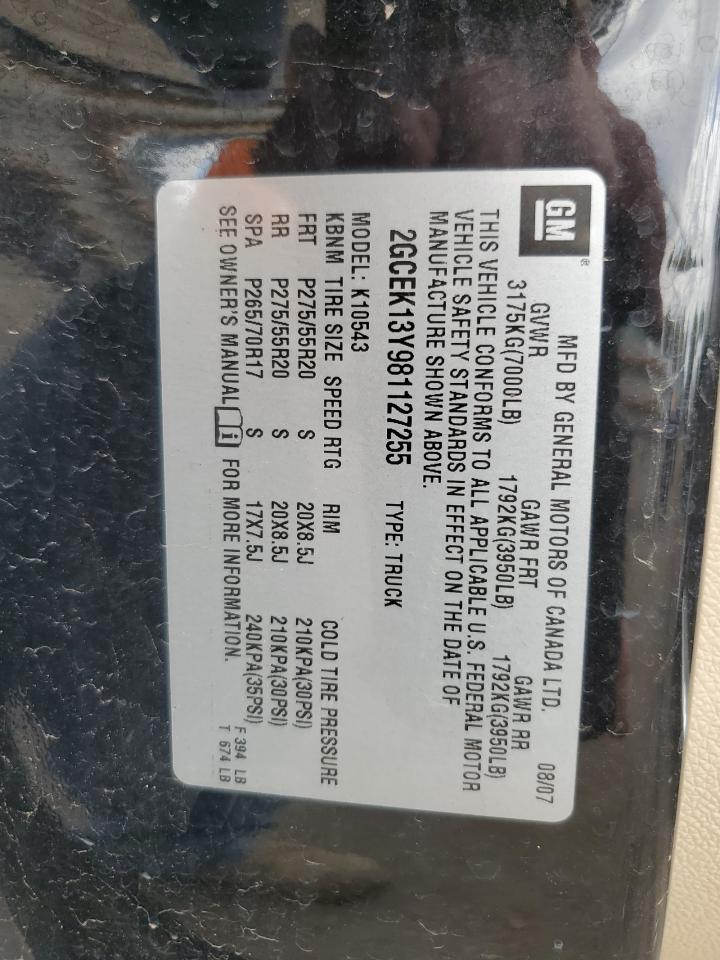 GM®
MFD BY GENERAL MOTORS OF CANADA LTD. 08/07
GVWR GAWR FRT GAWR RR
3175KG(7000LB) 1792KG(3950LB) 1792KG(3950LB)
THIS VEHICLE CONFORMS TO ALL APPLICABLE U.S. FEDERAL MOTOR
VEHICLE SAFETY STANDARDS IN EFFECT ON THE DATE OF
MANUFACTURE SHOWN ABOVE.
2GCEK13Y981127255 TYPE: TRUCK
MODEL: K10543
KBNM TIRE SIZE SPEED RTG RIM COLD TIRE PRESSURE
FRT P275/55R20 S 20X8.5J 210KPA(30PSI)
RR P275/55R20 S 20X8.5J 210KPA(30PSI)
SPA P265/70R17 S 17X7.5J 240KPA(35PSI)
SEE OWNER'S MANUAL i FOR MORE INFORMATION.
F 394 LB
T 674 LB